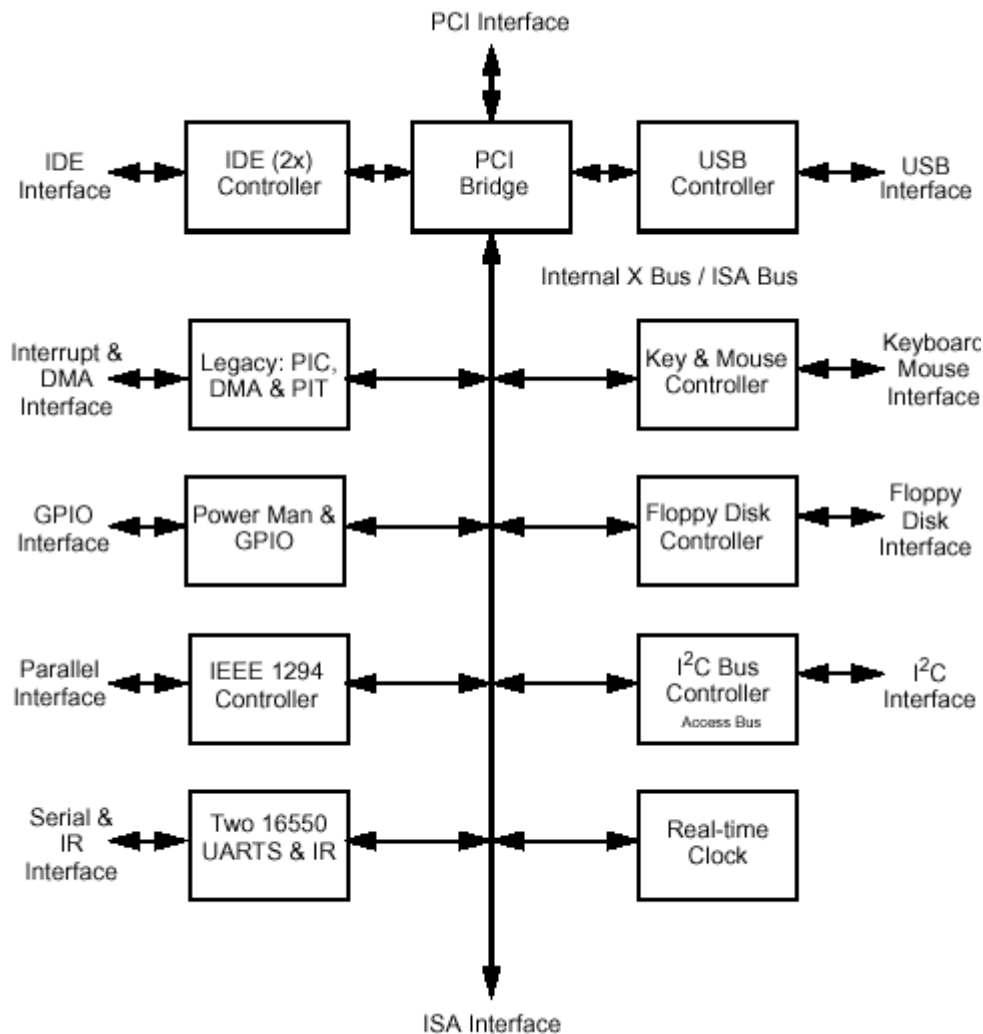 PCI Interface
IDE
Interface
IDE (2x)
Controller
PCI
Bridge
USB
Controller
USB
Interface
Internal X Bus / ISA Bus
Interrupt &
DMA
Interface
Legacy: PIC,
DMA & PIT
Key & Mouse
Controller
Keyboard
Mouse
Interface
GPIO
Interface
Power Man &
GPIO
Floppy Disk
Controller
Floppy
Disk
Interface
Parallel
Interface
IEEE 1294
Controller
I²C Bus
Controller
Access Bus
I²C
Interface
Serial &
IR
Interface
Two 16550
UARTS & IR
Real-time
Clock
ISA Interface